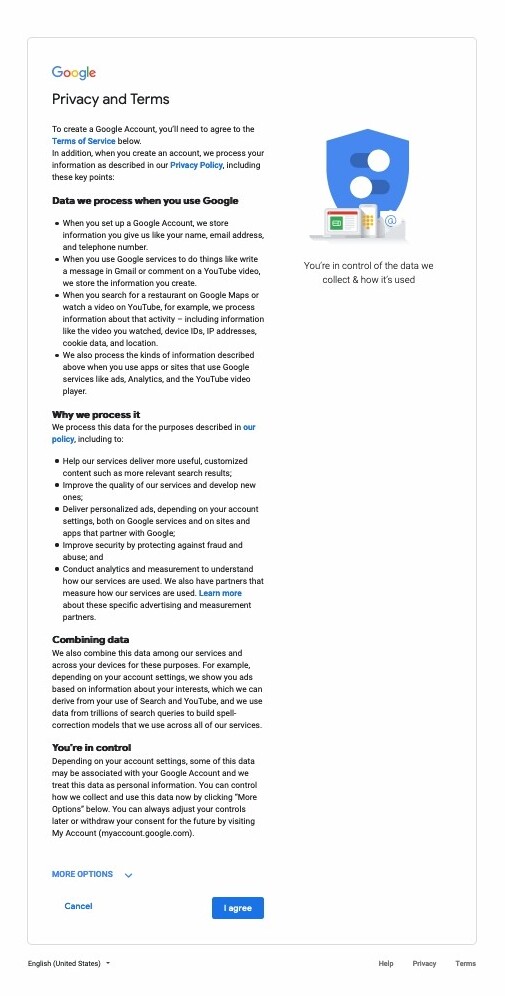 Google
Privacy and Terms
To create a Google Account, you'll need to agree to the
Terms of Service below.
In addition, when you create an account, we process your
information as described in our Privacy Policy, including
these key points:
Data we process when you use Google
• When you set up a Google Account, we store
information you give us like your name, email address,
and telephone number.
• When you use Google services to do things like write
a message in Gmail or comment on a YouTube video,
we store the information you create.
• When you search for a restaurant on Google Maps or
watch a video on YouTube, for example, we process
information about that activity – including information
like the video you watched, device IDs, IP addresses,
cookie data, and location.
• We also process the kinds of information described
above when you use apps or sites that use Google
services like ads, Analytics, and the YouTube video
player.
Why we process it
We process this data for the purposes described in our
policy, including to:
• Help our services deliver more useful, customized
content such as more relevant search results;
• Improve the quality of our services and develop new
ones;
• Deliver personalized ads, depending on your account
settings, both on Google services and on sites and
apps that partner with Google;
• Improve security by protecting against fraud and
abuse; and
• Conduct analytics and measurement to understand
how our services are used. We also have partners that
measure how our services are used. Learn more
about these specific advertising and measurement
partners.
Combining data
We also combine this data among our services and
across your devices for these purposes. For example,
depending on your account settings, we show you ads
based on information about your interests, which we can
derive from your use of Search and YouTube, and we use
data from trillions of search queries to build spell-
correction models that we use across all of our services.
You're in control
Depending on your account settings, some of this data
may be associated with your Google Account and we
treat this data as personal information. You can control
how we collect and use this data now by clicking "More
Options" below. You can always adjust your controls
later or withdraw your consent for the future by visiting
My Account (myaccount.google.com).
MORE OPTIONS
Cancel
I agree
@
You're in control of the data we
collect & how it's used
English (United States)
Help Privacy Terms